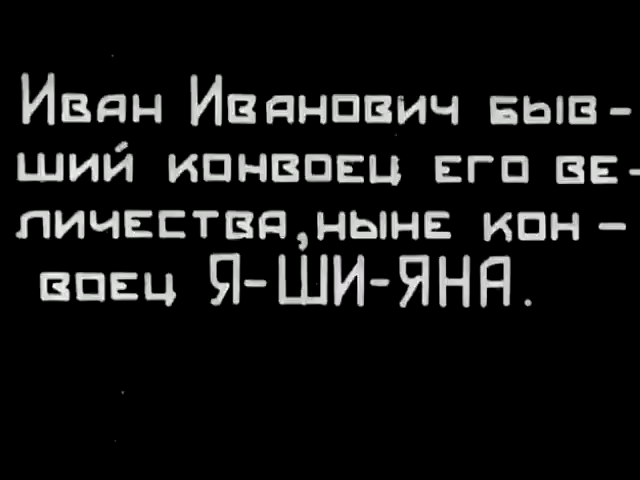 Иван Иванович быв-
ший конвоец его ве-
личества, ныне кон-
воец Я-ШИ-ЯНА.